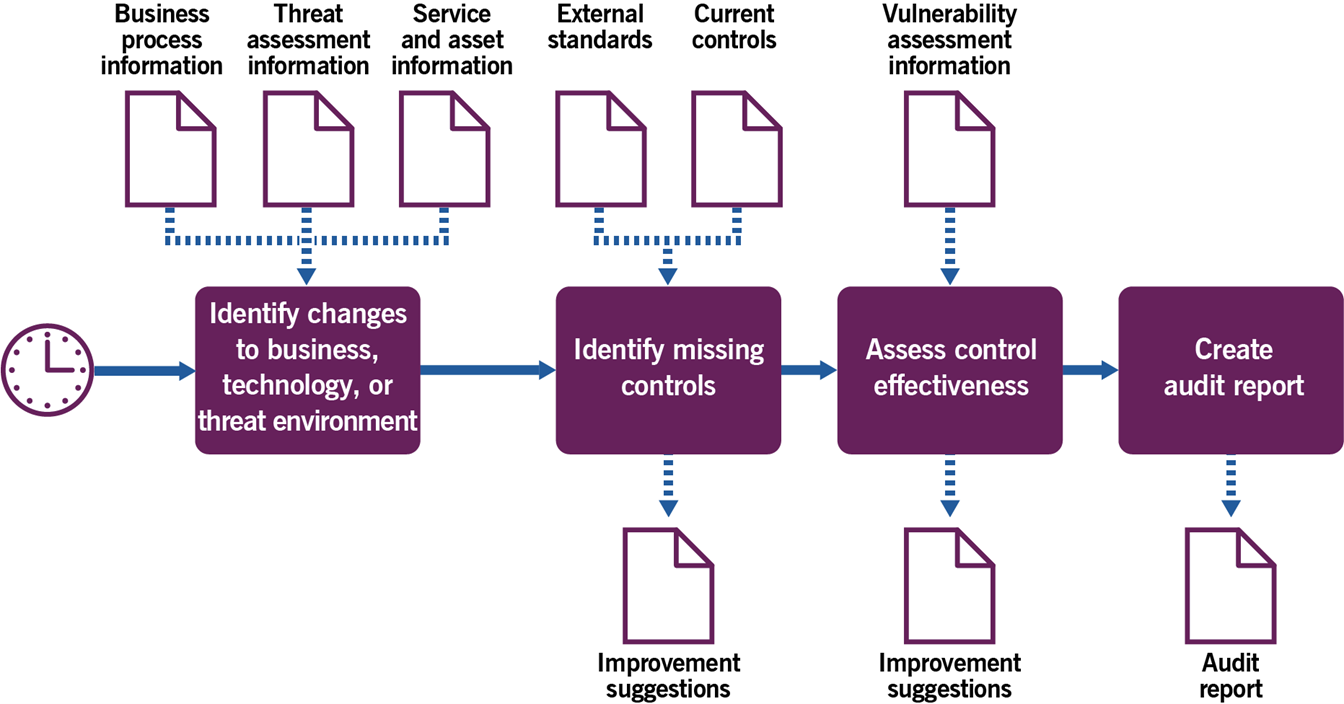 Business
process
information
Threat
assessment
information
Service
and asset
information
External
standards
Current
controls
Vulnerability
assessment
information
Identify changes
to business,
technology, or
threat environment
Identify missing
controls
Assess control
effectiveness
Create
audit report
Improvement
suggestions
Improvement
suggestions
Audit
report